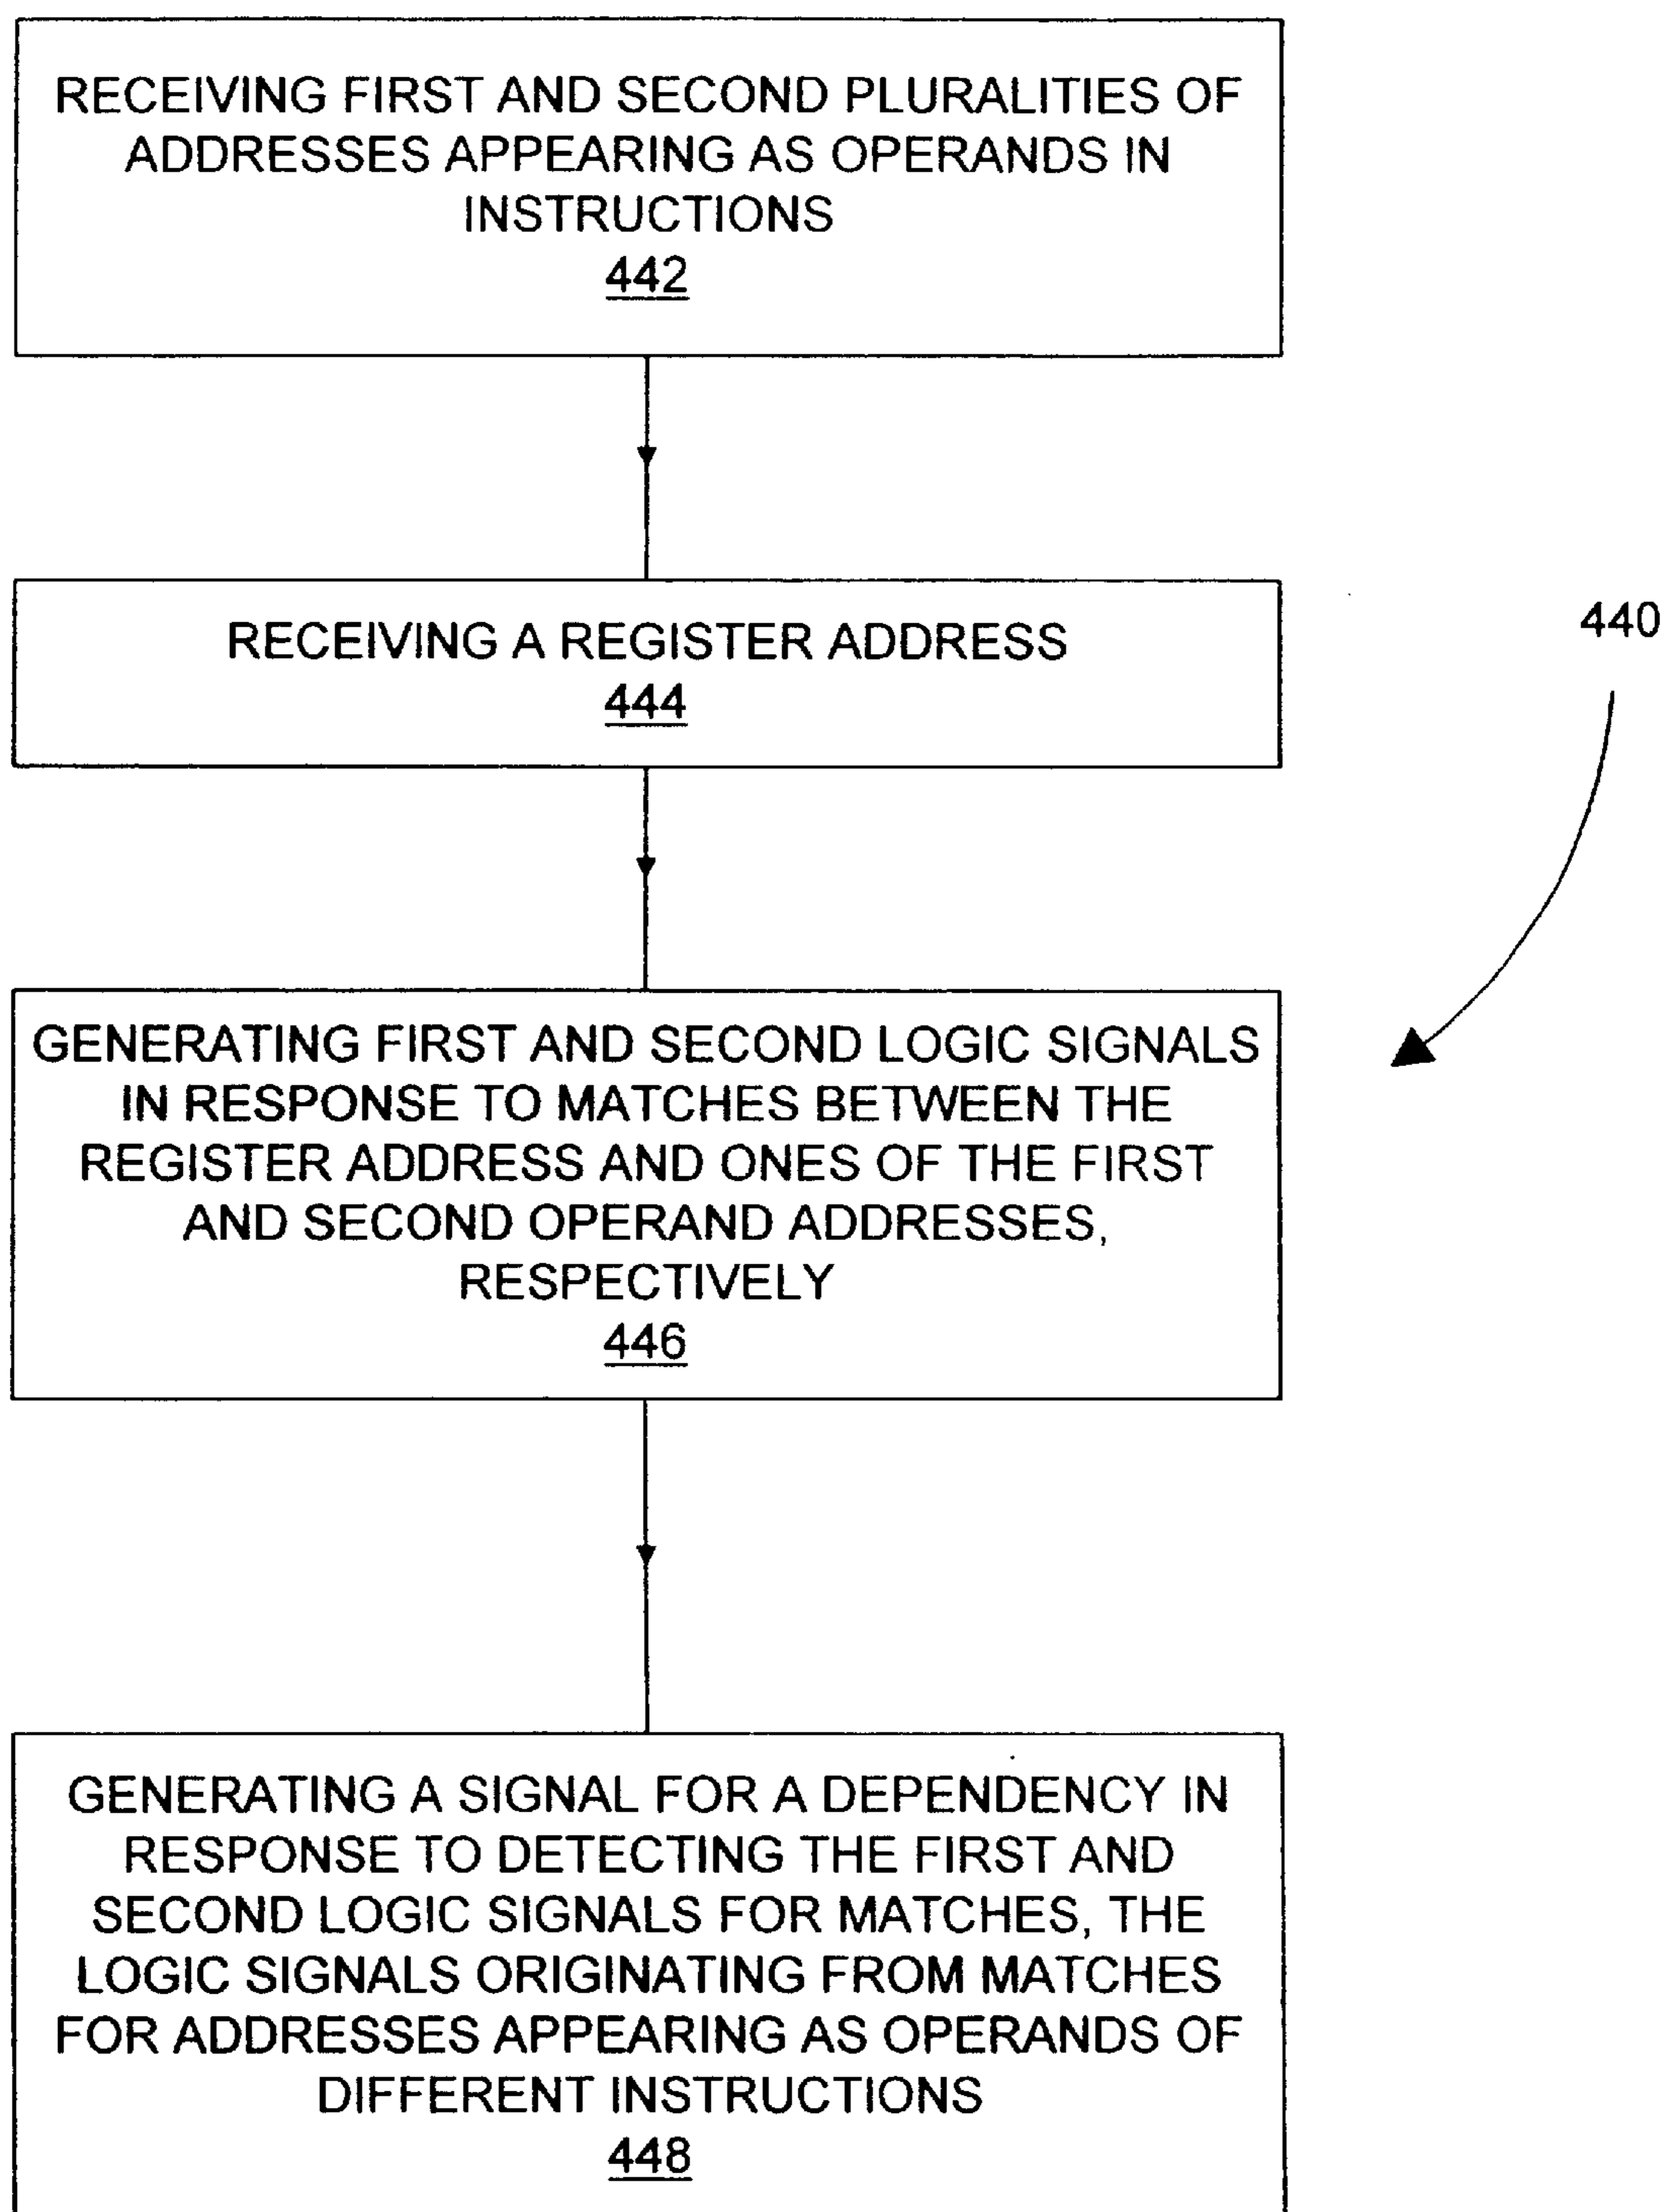 RECEIVING FIRST AND SECOND PLURALITIES OF
ADDRESSES APPEARING AS OPERANDS IN
INSTRUCTIONS
442
RECEIVING A REGISTER ADDRESS
444
440
GENERATING FIRST AND SECOND LOGIC SIGNALS
IN RESPONSE TO MATCHES BETWEEN THE
REGISTER ADDRESS AND ONES OF THE FIRST
AND SECOND OPERAND ADDRESSES,
RESPECTIVELY
446
GENERATING A SIGNAL FOR A DEPENDENCY IN
RESPONSE TO DETECTING THE FIRST AND
SECOND LOGIC SIGNALS FOR MATCHES, THE
LOGIC SIGNALS ORIGINATING FROM MATCHES
FOR ADDRESSES APPEARING AS OPERANDS OF
DIFFERENT INSTRUCTIONS
448